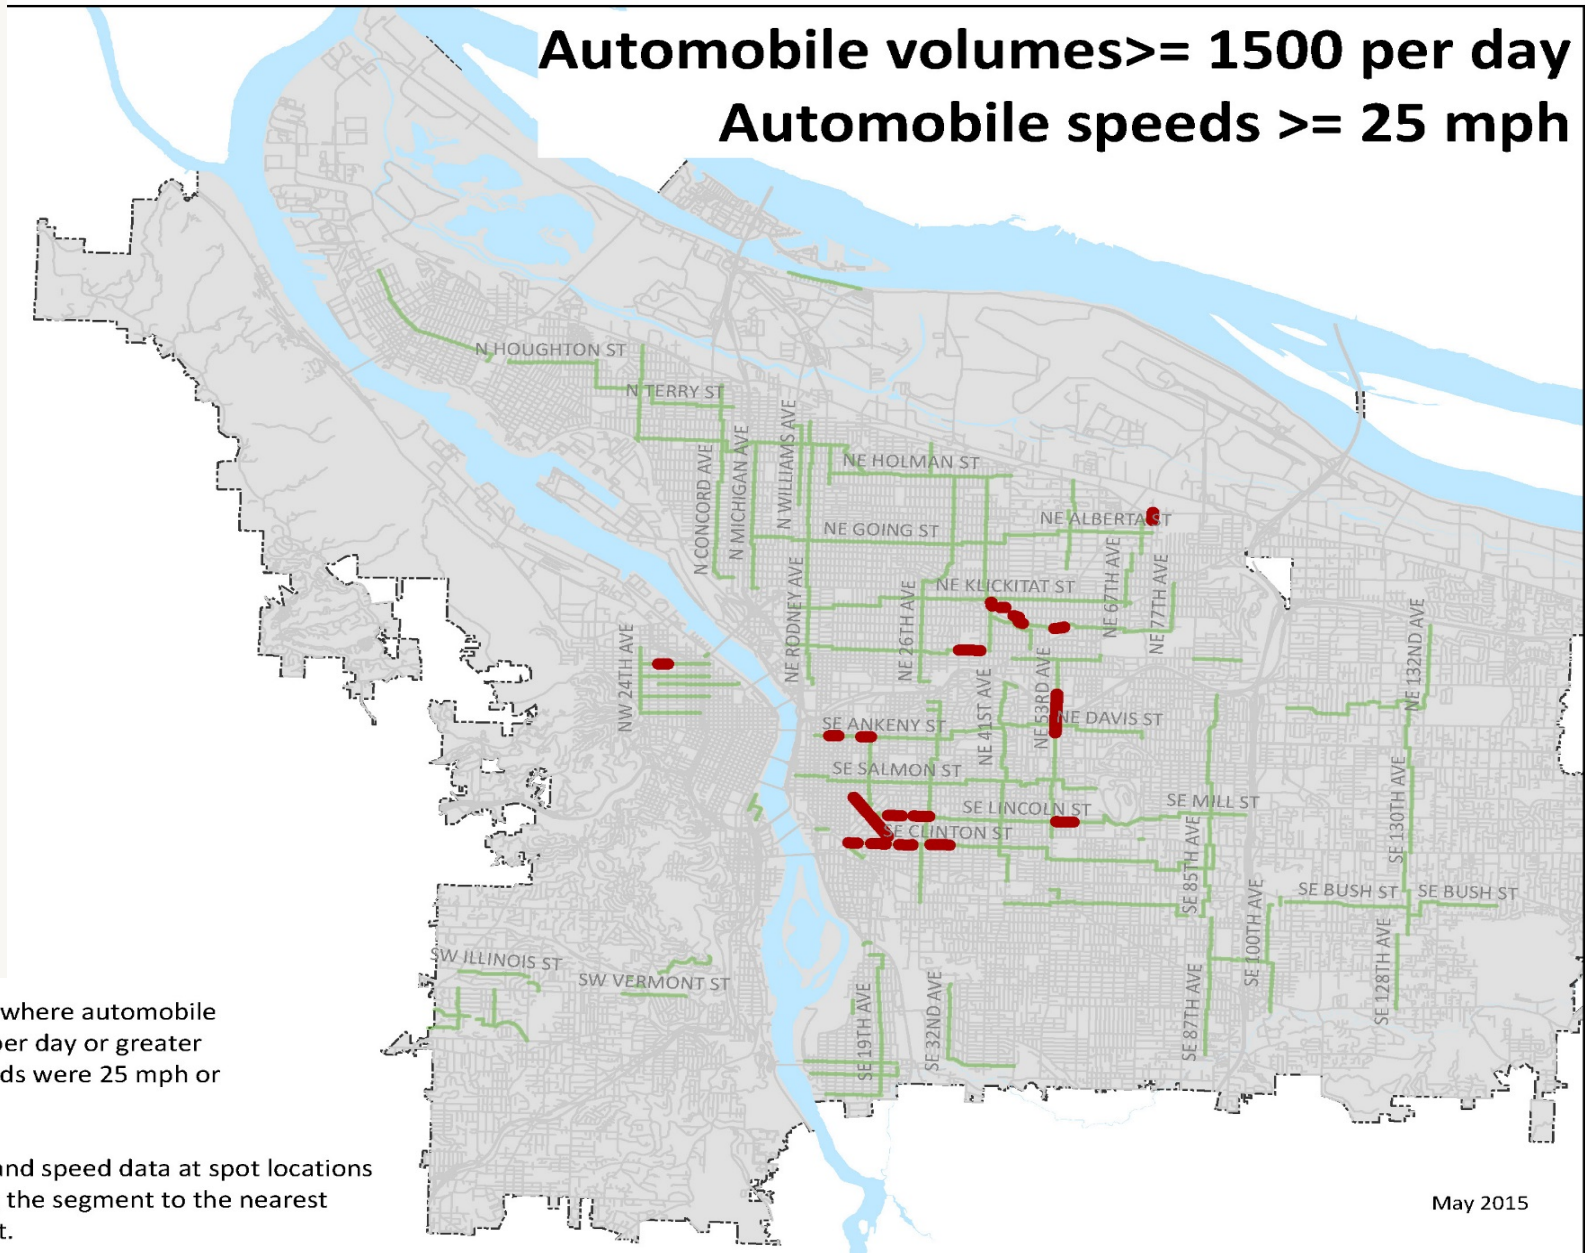 Automobile volumes>= 1500 per day
Automobile speeds >= 25 mph
N HOUGHTON ST
N TERRY ST
N CONCORD AVE
N MICHIGAN AVE
N WILLIAMS AVE
NE HOLMAN ST
NE GOING ST
NE ALBERTA ST
NE KLICKITAT ST
NE RODNEY AVE
NE 26TH AVE
NE 67TH AVE
NE 77TH AVE
NW 24TH AVE
NE 41ST AVE
NE 53RD AVE
NE 132ND AVE
SE ANKENY ST
NE DAVIS ST
SE SALMON ST
SE LINCOLN ST
SE MILL ST
SE CLINTON ST
SE 85TH AVE
SE 130TH AVE
SE BUSH ST
SE BUSH ST
SE 100TH AVE
SE 128TH AVE
SW ILLINOIS ST
SW VERMONT ST
SE 19TH AVE
SE 32ND AVE
SE 87TH AVE
where automobile
per day or greater
ds were 25 mph or
and speed data at spot locations
the segment to the nearest
t.
May 2015